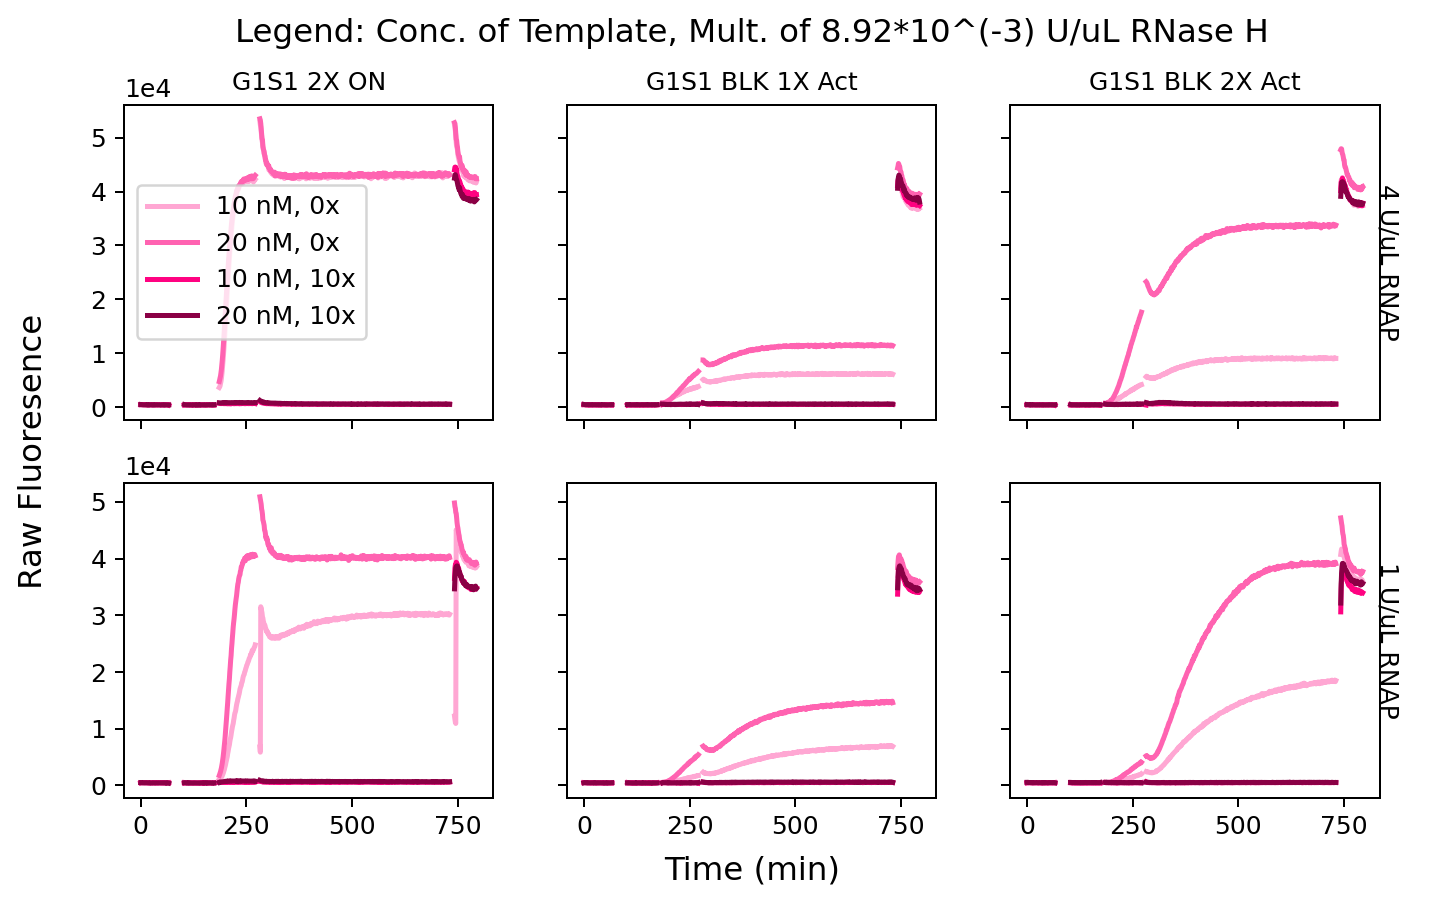 Legend: Conc. of Template, Mult. of 8.92*10^(-3) U/uL RNase H
G1S1 2X ON
G1S1 BLK 1X Act
G1S1 BLK 2X Act
1e4
5
4
3
2
1
0
10 nM, 0x
20 nM, 0x
10 nM, 10x
20 nM, 10x
4 U/uL RNAP
Raw Fluoresence
1e4
5
4
3
2
1
0
1 U/uL RNAP
0 250 500 750
0 250 500 750
0 250 500 750
Time (min)